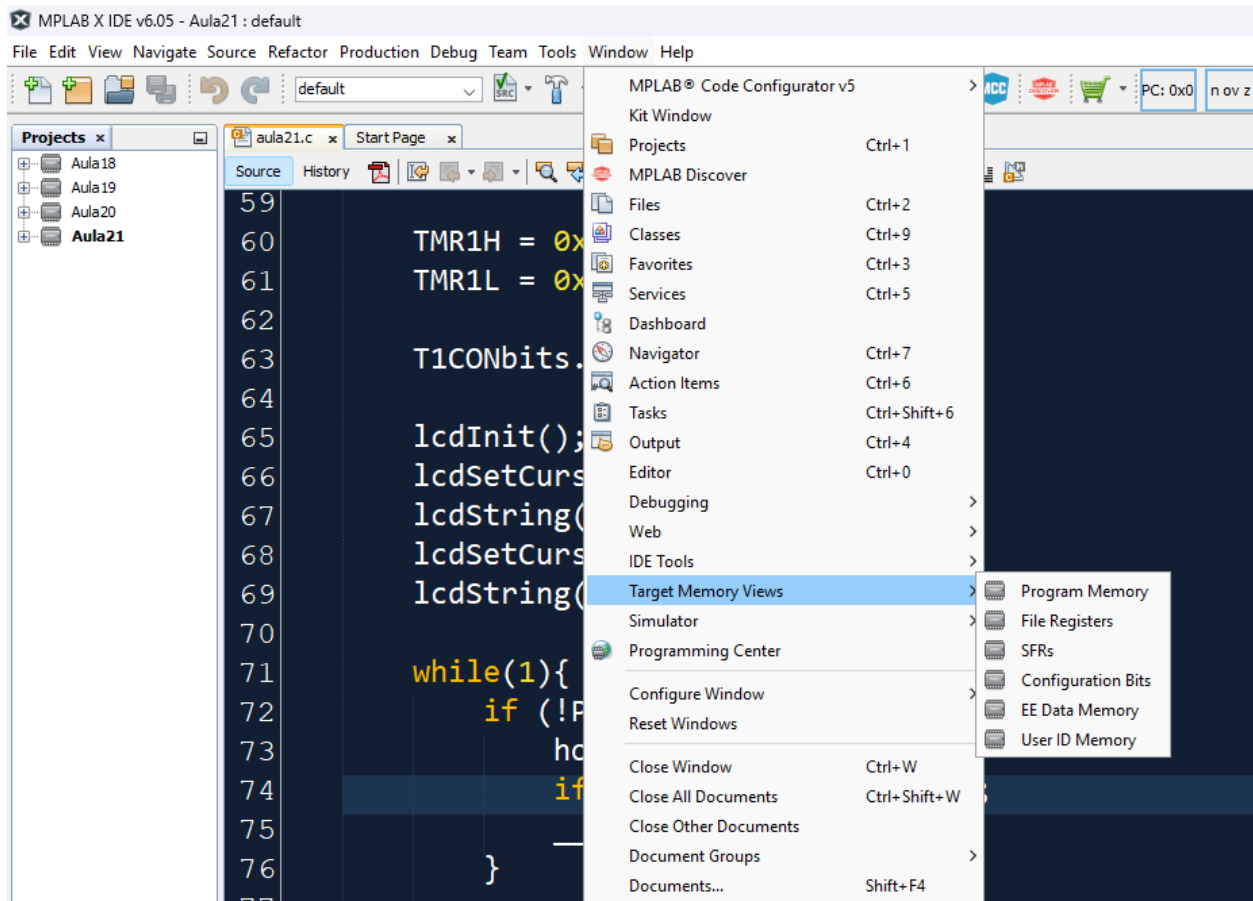 MPLAB X IDE v6.05 - Aula21 : default
File Edit View Navigate Source Refactor Production Debug Team Tools Window Help
default
SRC
MCC
PC: 0x0
n ov z
Projects
Aula18
Aula19
Aula20
Aula21
aula21.c
Start Page
Source History
59
60 TMR1H = 0x
61 TMR1L = 0x
62
63 T1CONbits.
64
65 lcdInit();
66 lcdSetCurs
67 lcdString(
68 lcdSetCurs
69 lcdString(
70
71 while(1){
72 if (!P
73 ho
74 if
75 __
76 }
MPLAB® Code Configurator v5
Kit Window
Projects Ctrl+1
MPLAB Discover
Files Ctrl+2
Classes Ctrl+9
Favorites Ctrl+3
Services Ctrl+5
Dashboard
Navigator Ctrl+7
Action Items Ctrl+6
Tasks Ctrl+Shift+6
Output Ctrl+4
Editor Ctrl+0
Debugging
Web
IDE Tools
Target Memory Views
Simulator
Programming Center
Configure Window
Reset Windows
Close Window Ctrl+W
Close All Documents Ctrl+Shift+W
Close Other Documents
Document Groups
Documents... Shift+F4
Program Memory
File Registers
SFRs
Configuration Bits
EE Data Memory
User ID Memory